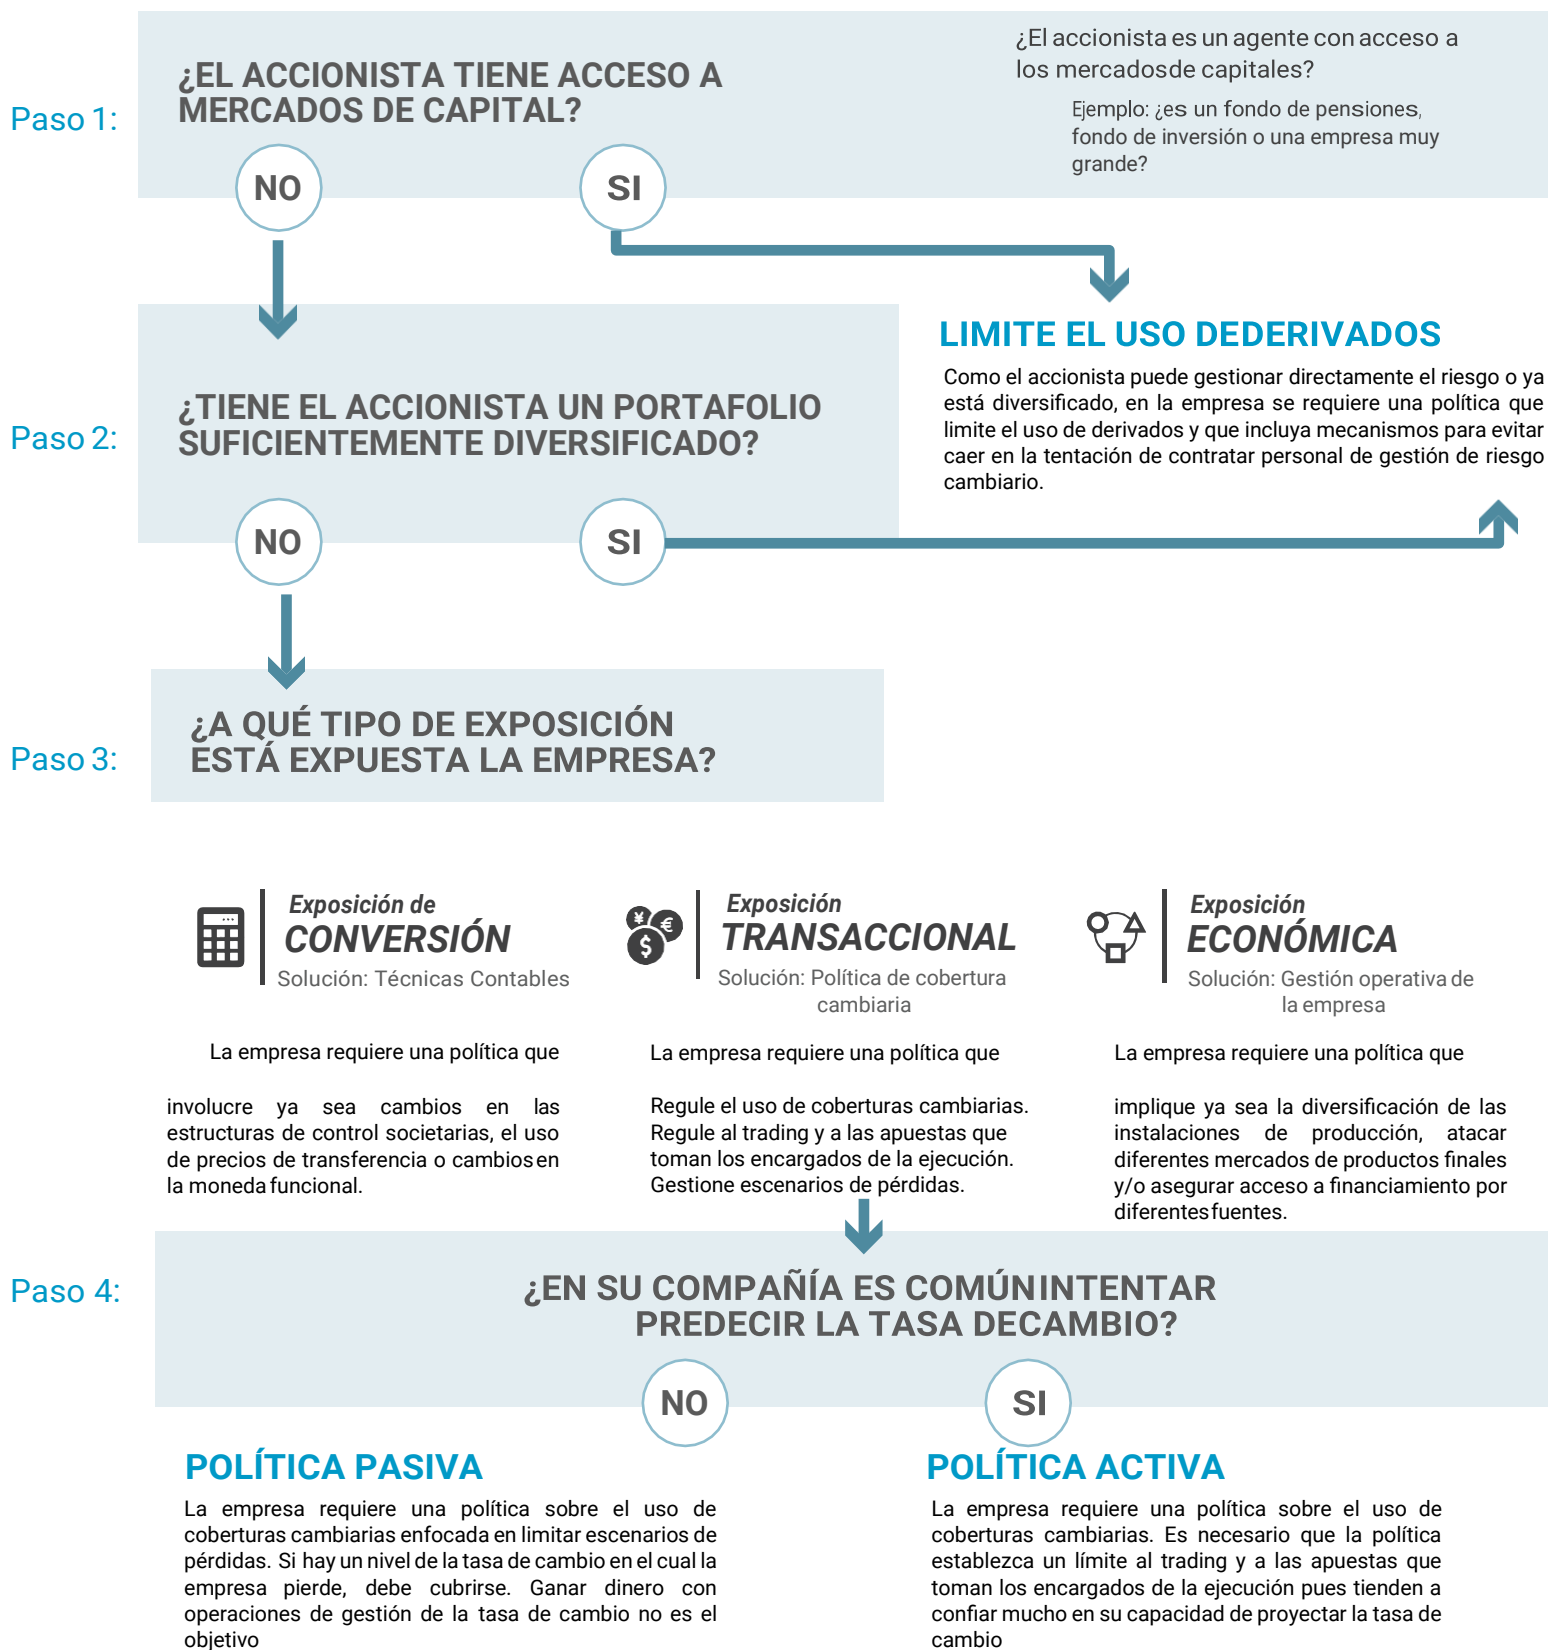 Paso 1:
¿EL ACCIONISTA TIENE ACCESO A
MERCADOS DE CAPITAL?
¿El accionista es un agente con acceso a
los mercadosde capitales?
Ejemplo: ¿es un fondo de pensiones,
fondo de inversión o una empresa muy
grande?
NO
SI
LIMITE EL USO DEDERIVADOS
Como el accionista puede gestionar directamente el riesgo o ya
está diversificado, en la empresa se requiere una política que
limite el uso de derivados y que incluya mecanismos para evitar
caer en la tentación de contratar personal de gestión de riesgo
cambiario.
Paso 2:
¿TIENE EL ACCIONISTA UN PORTAFOLIO
SUFICIENTEMENTE DIVERSIFICADO?
NO
SI
Paso 3:
¿A QUÉ TIPO DE EXPOSICIÓN
ESTÁ EXPUESTA LA EMPRESA?
Exposición de
CONVERSIÓN
Solución: Técnicas Contables
La empresa requiere una política que
involucre ya sea cambios en las
estructuras de control societarias, el uso
de precios de transferencia o cambios en
la moneda funcional.
Exposición
TRANSACCIONAL
Solución: Política de cobertura
cambiaria
La empresa requiere una política que
Regule el uso de coberturas cambiarias.
Regule al trading y a las apuestas que
toman los encargados de la ejecución.
Gestione escenarios de pérdidas.
Exposición
ECONÓMICA
Solución: Gestión operativa de
la empresa
La empresa requiere una política que
implique ya sea la diversificación de las
instalaciones de producción, atacar
diferentes mercados de productos finales
y/o asegurar acceso a financiamiento por
diferentes fuentes.
Paso 4:
¿EN SU COMPAÑÍA ES COMÚNINTENTAR
PREDECIR LA TASA DECAMBIO?
NO
SI
POLÍTICA PASIVA
La empresa requiere una política sobre el uso de
coberturas cambiarias enfocada en limitar escenarios de
pérdidas. Si hay un nivel de la tasa de cambio en el cual la
empresa pierde, debe cubrirse. Ganar dinero con
operaciones de gestión de la tasa de cambio no es el
objetivo
POLÍTICA ACTIVA
La empresa requiere una política sobre el uso de
coberturas cambiarias. Es necesario que la política
establezca un límite al trading y a las apuestas que
toman los encargados de la ejecución pues tienden a
confiar mucho en su capacidad de proyectar la tasa de
cambio